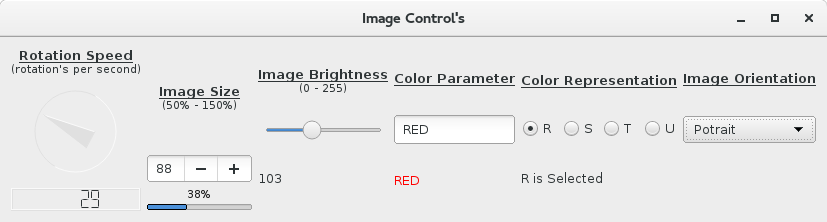 Image Control's
Rotation Speed
(rotation's per second)
29
Image Size
(50% - 150%)
88
38%
Image Brightness
(0 - 255)
103
Color Parameter
RED
RED
Color Representation
R S T U
R is Selected
Image Orientation
Potrait